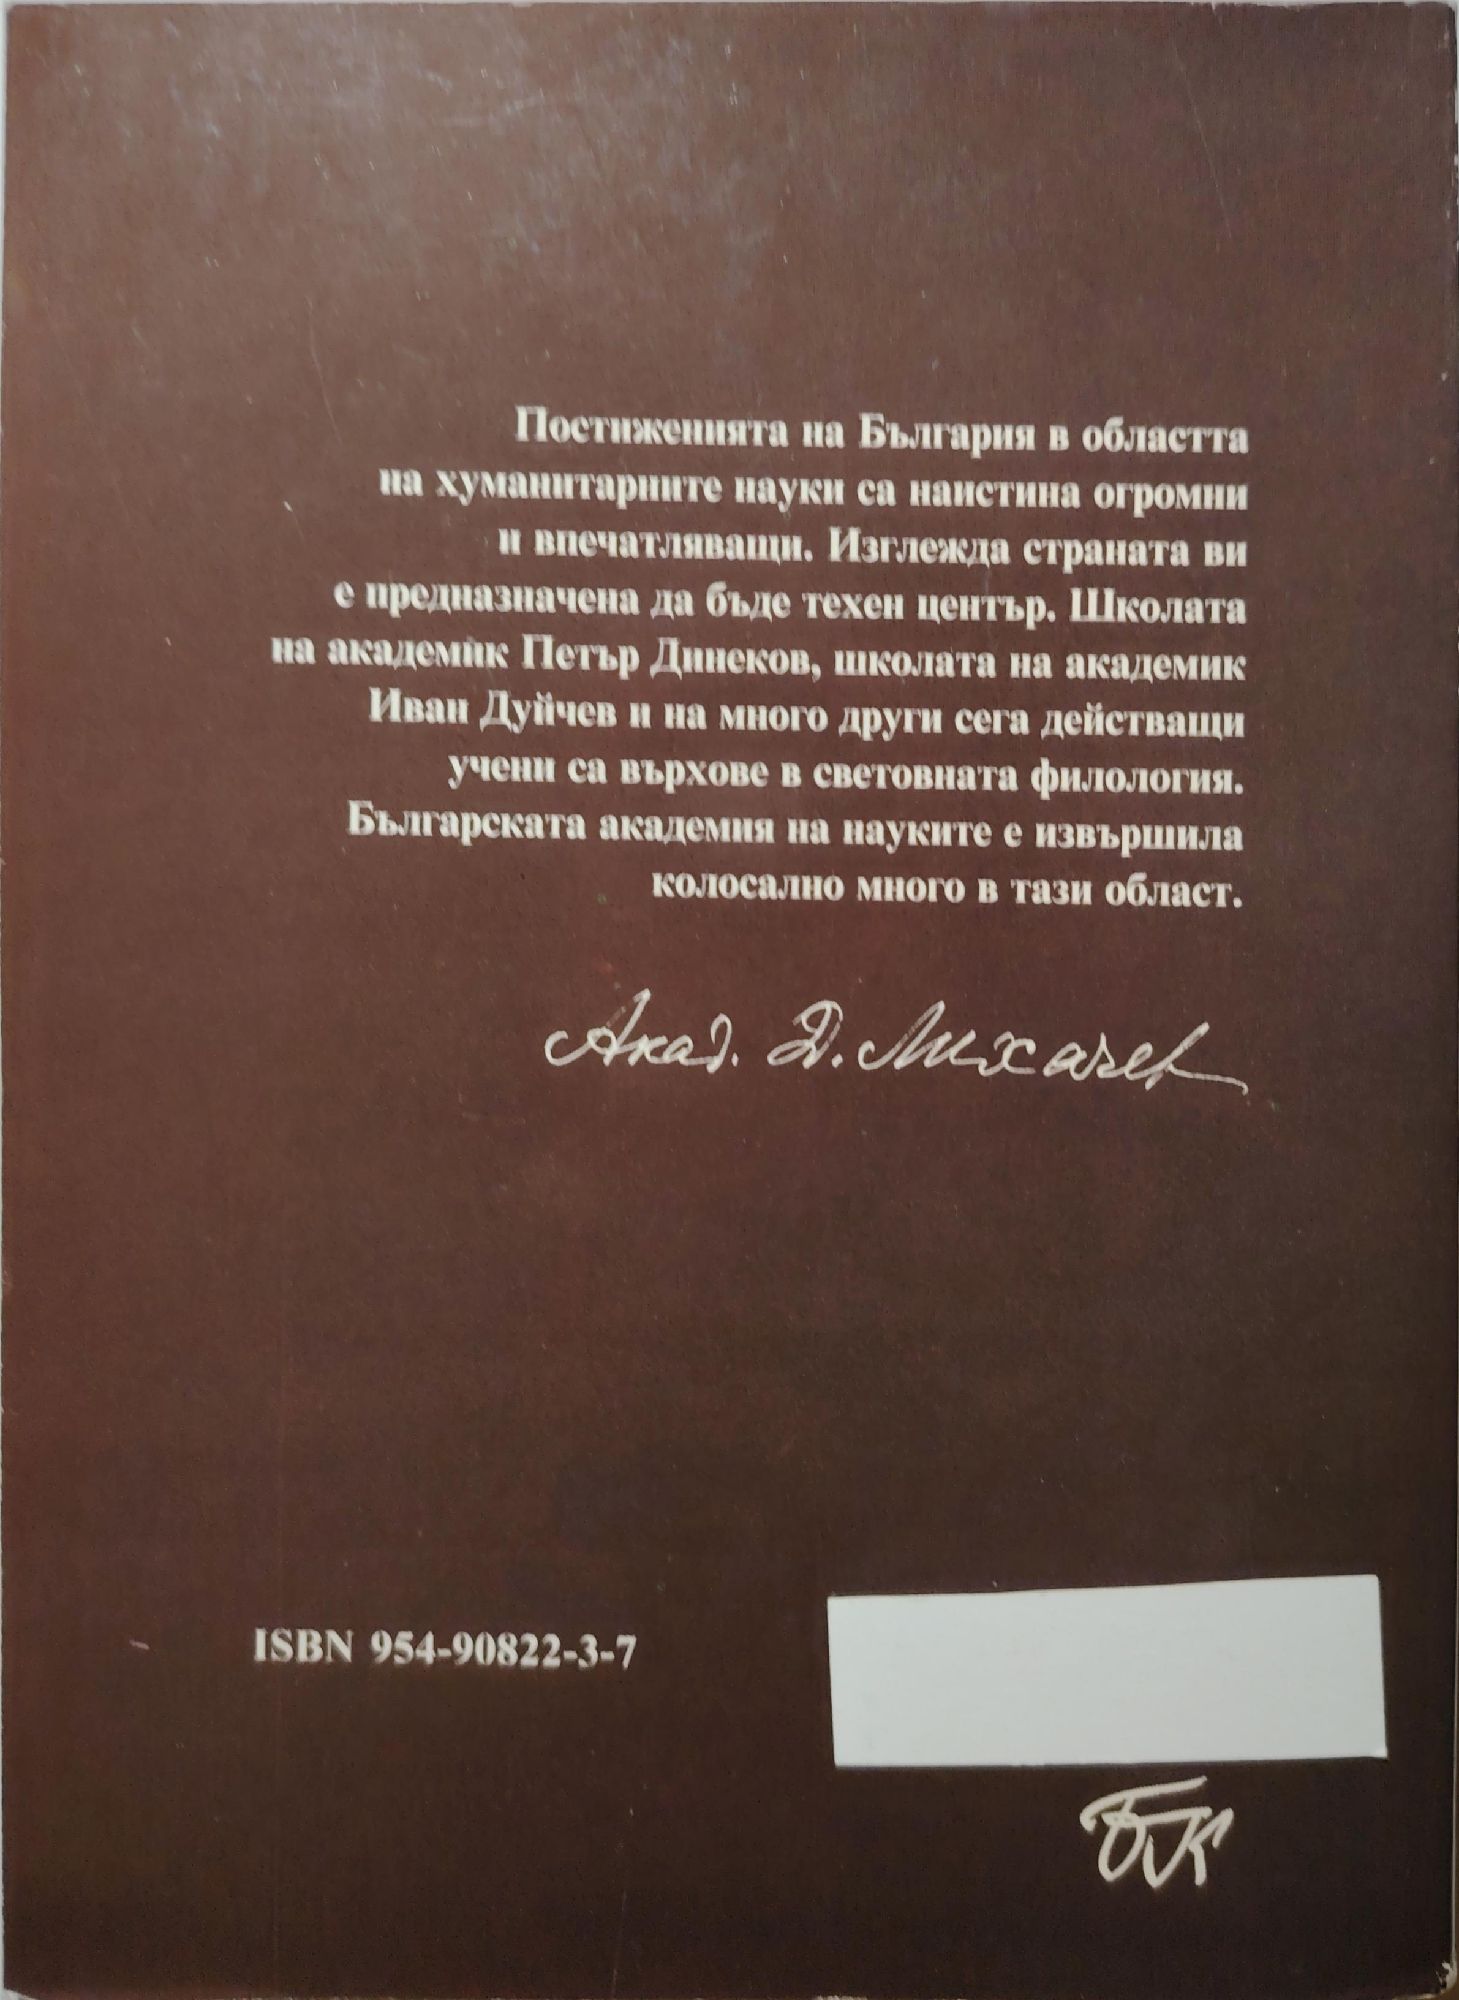 Постиженията на България в областта
на хуманитарните науки са наистина огромни
и впечатляващи. Изглежда страната ви
е предназначена да бъде техен център. Школата
на академик Петър Динеков, школата на академик
Иван Дуйчев и на много други сега действащи
учени са върхове в световната филология.
Българската академия на науките е извършила
колосално много в тази област.
Акад. Д. Лихачев
ISBN 954-90822-3-7